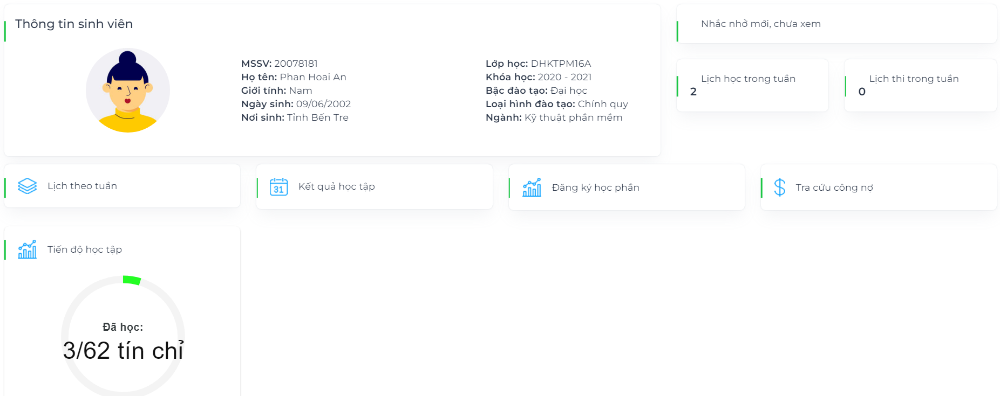 Thông tin sinh viên
MSSV: 20078181
Họ tên: Phan Hoai An
Giới tính: Nam
Ngày sinh: 09/06/2002
Nơi sinh: Tỉnh Bến Tre
Lớp học: DHKTPM16A
Khóa học: 2020 - 2021
Bậc đào tạo: Đại học
Loại hình đào tạo: Chính quy
Ngành: Kỹ thuật phần mềm
Nhắc nhở mới, chưa xem
Lịch học trong tuần
2
Lịch thi trong tuần
0
Lịch theo tuần
31
Kết quả học tập
Đăng ký học phần
Tra cứu công nợ
Tiến độ học tập
Đã học:
3/62 tín chỉ